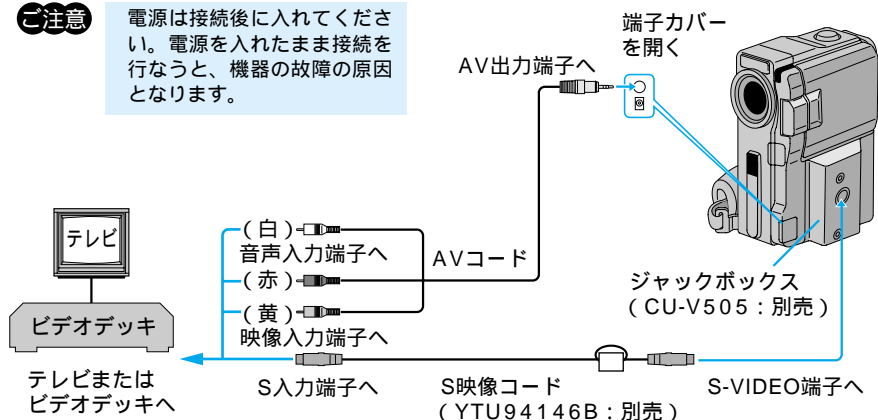 ご注意
電源は接続後に入れてくださ
い。電源を入れたまま接続を
行なうと、機器の故障の原因
となります。
端子カバー
を開く
AV出力端子へ
テレビ
ビデオデッキ
テレビまたは
ビデオデッキへ
(白)
音声入力端子へ
(赤)
(黄)
映像入力端子へ
AVコード
ジャックボックス
(CU-V505:別売)
S入力端子へ
S映像コード
(YTU94146B:別売)
S-VIDEO端子へ